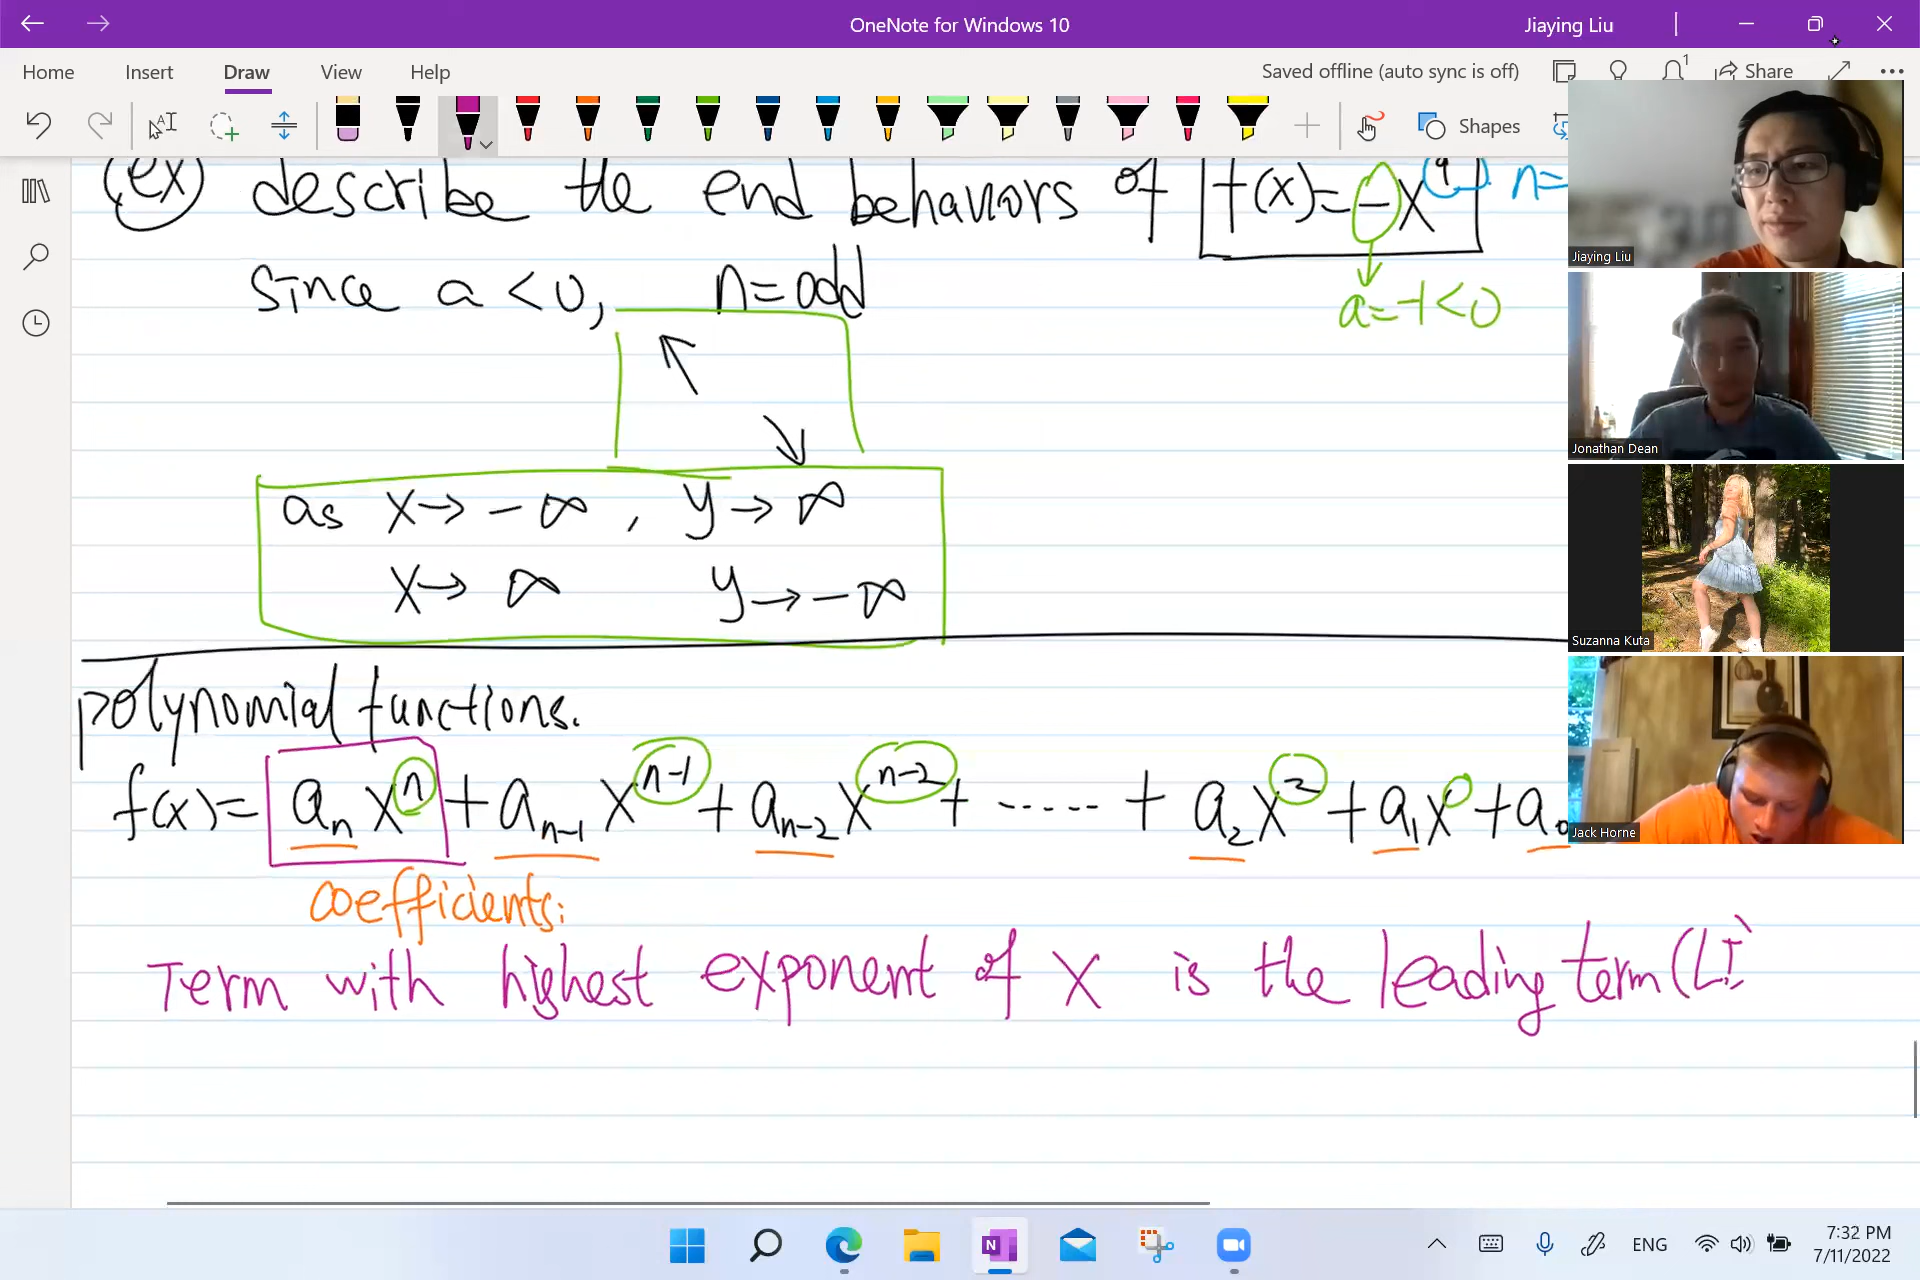 OneNote for Windows 10
Jiaying Liu
Home Insert Draw View Help
Saved offline (auto sync is off)
1
Share
Shapes
(ex) describe the end behaviors of f(x)=-x⁹ n=
since a<0, n=odd
a=-1<0
as x→-∞, y→∞
x→∞ y→-∞
polynomial functions.
f(x)= aₙxⁿ + aₙ₋₁xⁿ⁻¹ + aₙ₋₂xⁿ⁻² + ...... + a₂x² + a₁x + a₀
coefficients:
Term with highest exponent of X is the leading term (LT)
Jiaying Liu
Jonathan Dean
Suzanna Kuta
Jack Horne
ENG
7:32 PM
7/11/2022